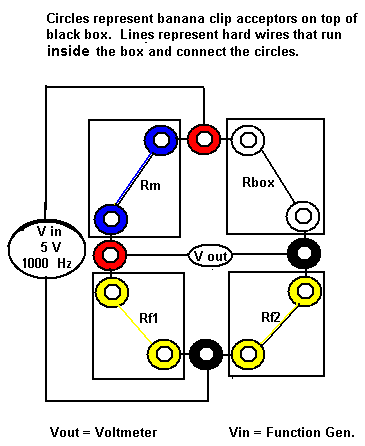 Circles represent banana clip acceptors on top of
black box.  Lines represent hard wires that run
inside the box and connect the circles.
Rm
Rbox
V in
5 V
1000 Hz
V out
Rf1
Rf2
Vout = Voltmeter
Vin = Function Gen.